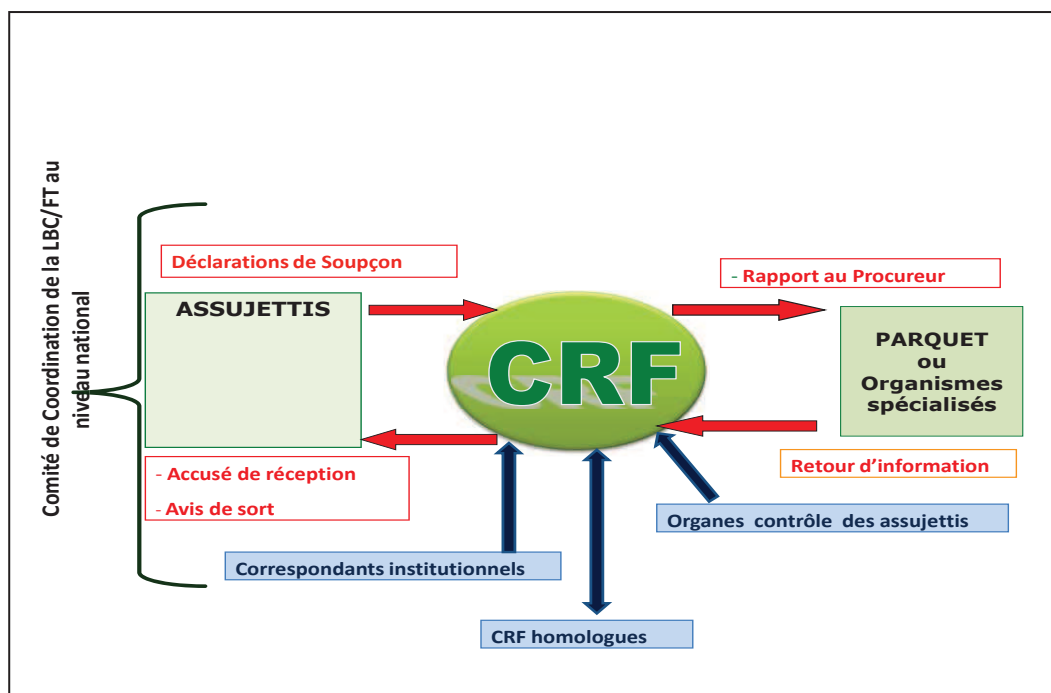 Comité de Coordination de la LBC/FT au
niveau national
Déclarations de Soupçon
ASSUJETTIS
- Accusé de réception
- Avis de sort
CRF
- Rapport au Procureur
PARQUET
ou
Organismes
spécialisés
Retour d’information
Organes contrôle des assujettis
Correspondants institutionnels
CRF homologues